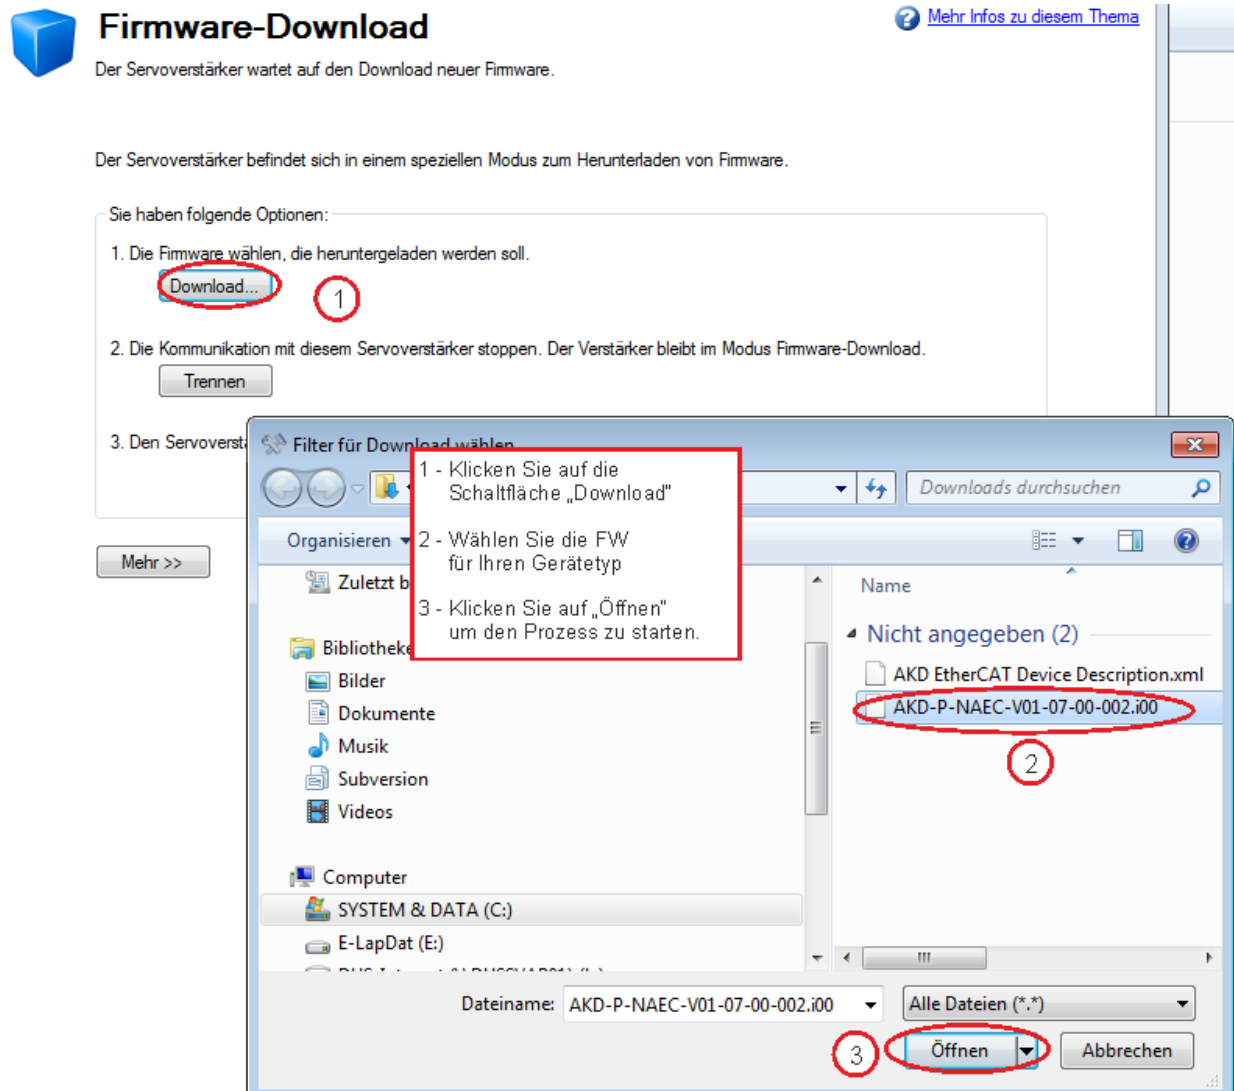 Firmware-Download
Mehr Infos zu diesem Thema
Der Servoverstärker wartet auf den Download neuer Firmware.
Der Servoverstärker befindet sich in einem speziellen Modus zum Herunterladen von Firmware.
Sie haben folgende Optionen:
1. Die Firmware wählen, die heruntergeladen werden soll.
Download...
1
2. Die Kommunikation mit diesem Servoverstärker stoppen. Der Verstärker bleibt im Modus Firmware-Download.
Trennen
3. Den
Mehr >>
Filter für Download wählen
1 - Klicken Sie auf die
Schaltfläche „Download"
2 - Wählen Sie die FW
für Ihren Gerätetyp
3 - Klicken Sie auf „Öffnen"
um den Prozess zu starten.
Downloads durchsuchen
Organisieren
Zuletzt b
Bibliotheke
Bilder
Dokumente
Musik
Subversion
Videos
Computer
SYSTEM & DATA (C:)
E-LapDat (E:)
Name
Nicht angegeben (2)
AKD EtherCAT Device Description.xml
AKD-P-NAEC-V01-07-00-002.i00
2
Dateiname: AKD-P-NAEC-V01-07-00-002.i00
Alle Dateien (*.*)
3
Öffnen
Abbrechen